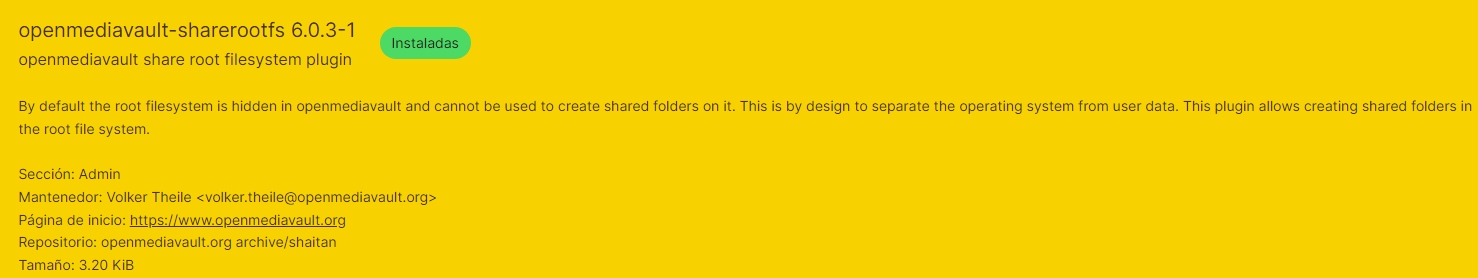 openmediavault-sharerootfs 6.0.3-1
Instaladas
openmediavault share root filesystem plugin
By default the root filesystem is hidden in openmediavault and cannot be used to create shared folders on it. This is by design to separate the operating system from user data. This plugin allows creating shared folders in
the root file system.
Sección: Admin
Mantenedor: Volker Theile <volker.theile@openmediavault.org>
Página de inicio: https://www.openmediavault.org
Repositorio: openmediavault.org archive/shaitan
Tamaño: 3.20 KiB